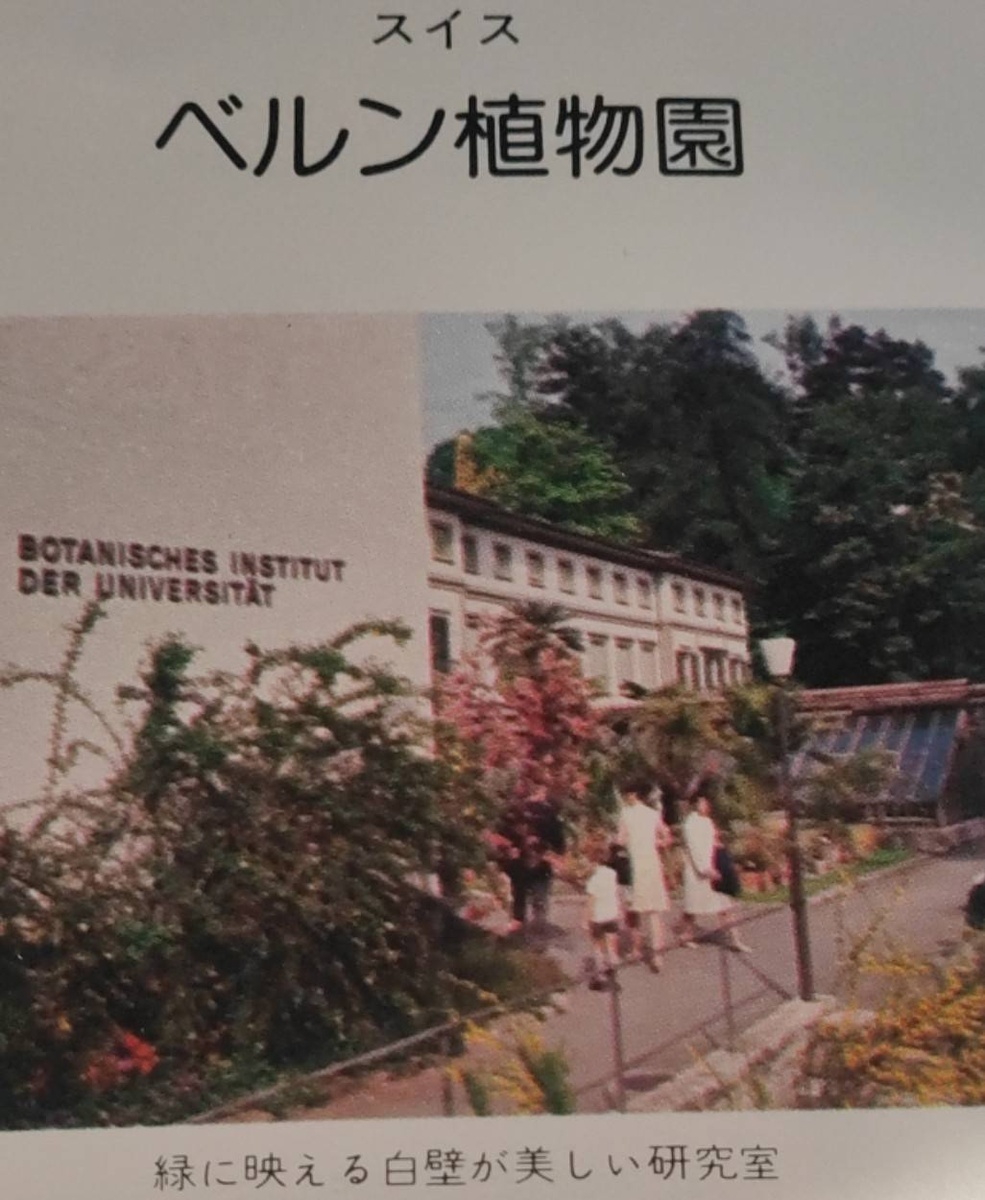 スイス
ベルン植物園
BOTANISCHES INSTITUT
DER UNIVERSITÄT
緑に映える白壁が美しい研究室